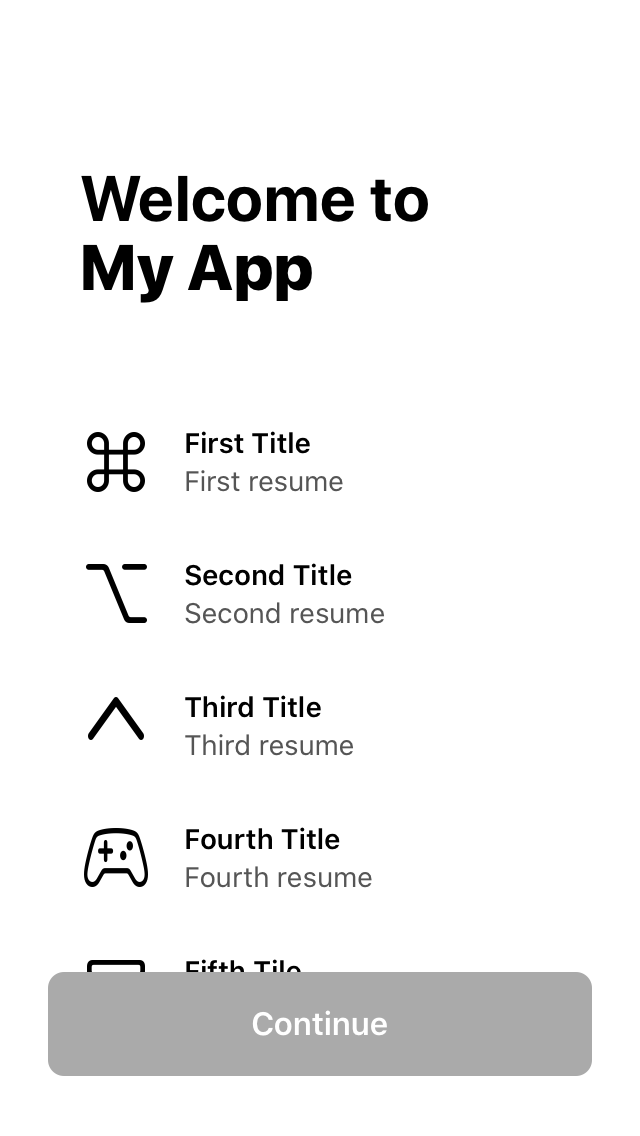 Welcome to
My App
First Title
First resume
Second Title
Second resume
Third Title
Third resume
Fourth Title
Fourth resume
Fifth Tile
Continue